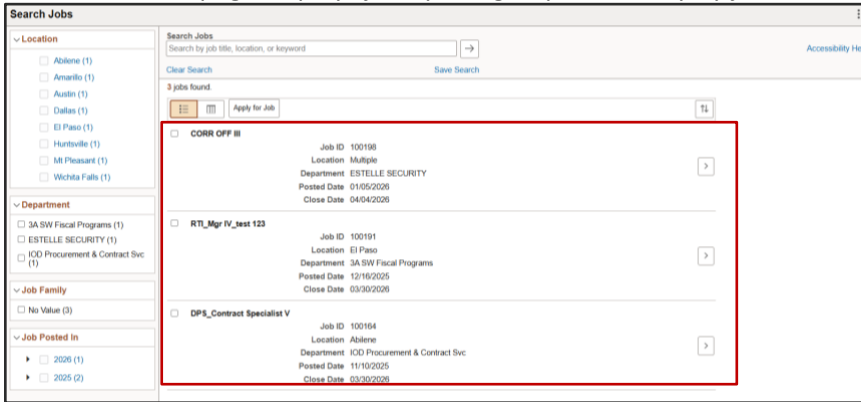 Search Jobs
Location
Abilene (1)
Amarillo (1)
Austin (1)
Dallas (1)
El Paso (1)
Huntsville (1)
Mt Pleasant (1)
Wichita Falls (1)
Department
3A SW Fiscal Programs (1)
ESTELLE SECURITY (1)
IOD Procurement & Contract Svc
(1)
Job Family
No Value (3)
Job Posted In
2026 (1)
2025 (2)
Search Jobs
Search by job title, location, or keyword
Accessibility He
Clear Search Save Search
3 jobs found.
Apply for Job
CORR OFF III
Job ID 100198
Location Multiple
Department ESTELLE SECURITY
Posted Date 01/05/2026
Close Date 04/04/2026
RTI_Mgr IV_test 123
Job ID 100191
Location El Paso
Department 3A SW Fiscal Programs
Posted Date 12/16/2025
Close Date 03/30/2026
DPS_Contract Specialist V
Job ID 100164
Location Abilene
Department IOD Procurement & Contract Svc
Posted Date 11/10/2025
Close Date 03/30/2026